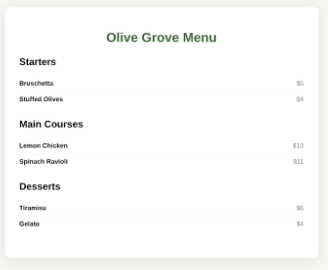 Olive Grove Menu
Starters
Bruschetta $5
Stuffed Olives $4
Main Courses
Lemon Chicken $13
Spinach Ravioli $11
Desserts
Tiramisu $6
Gelato $4